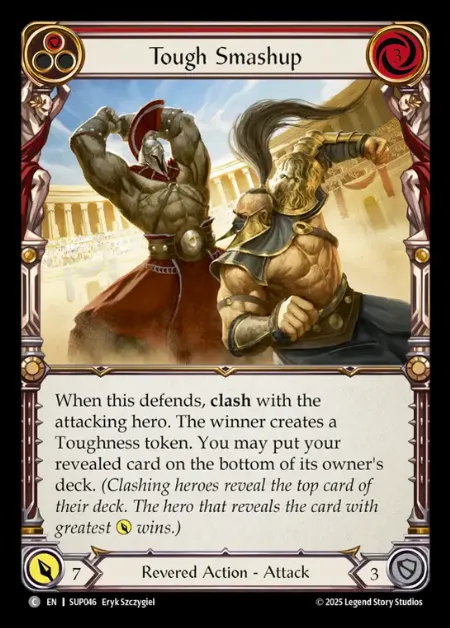 Tough Smashup
3
When this defends, clash with the
attacking hero. The winner creates a
Toughness token. You may put your
revealed card on the bottom of its owner's
deck. (Clashing heroes reveal the top card of
their deck. The hero that reveals the card with
greatest wins.)
7
Revered Action - Attack
3
C EN | SUP046 Eryk Szczygieł
© 2025 Legend Story Studios